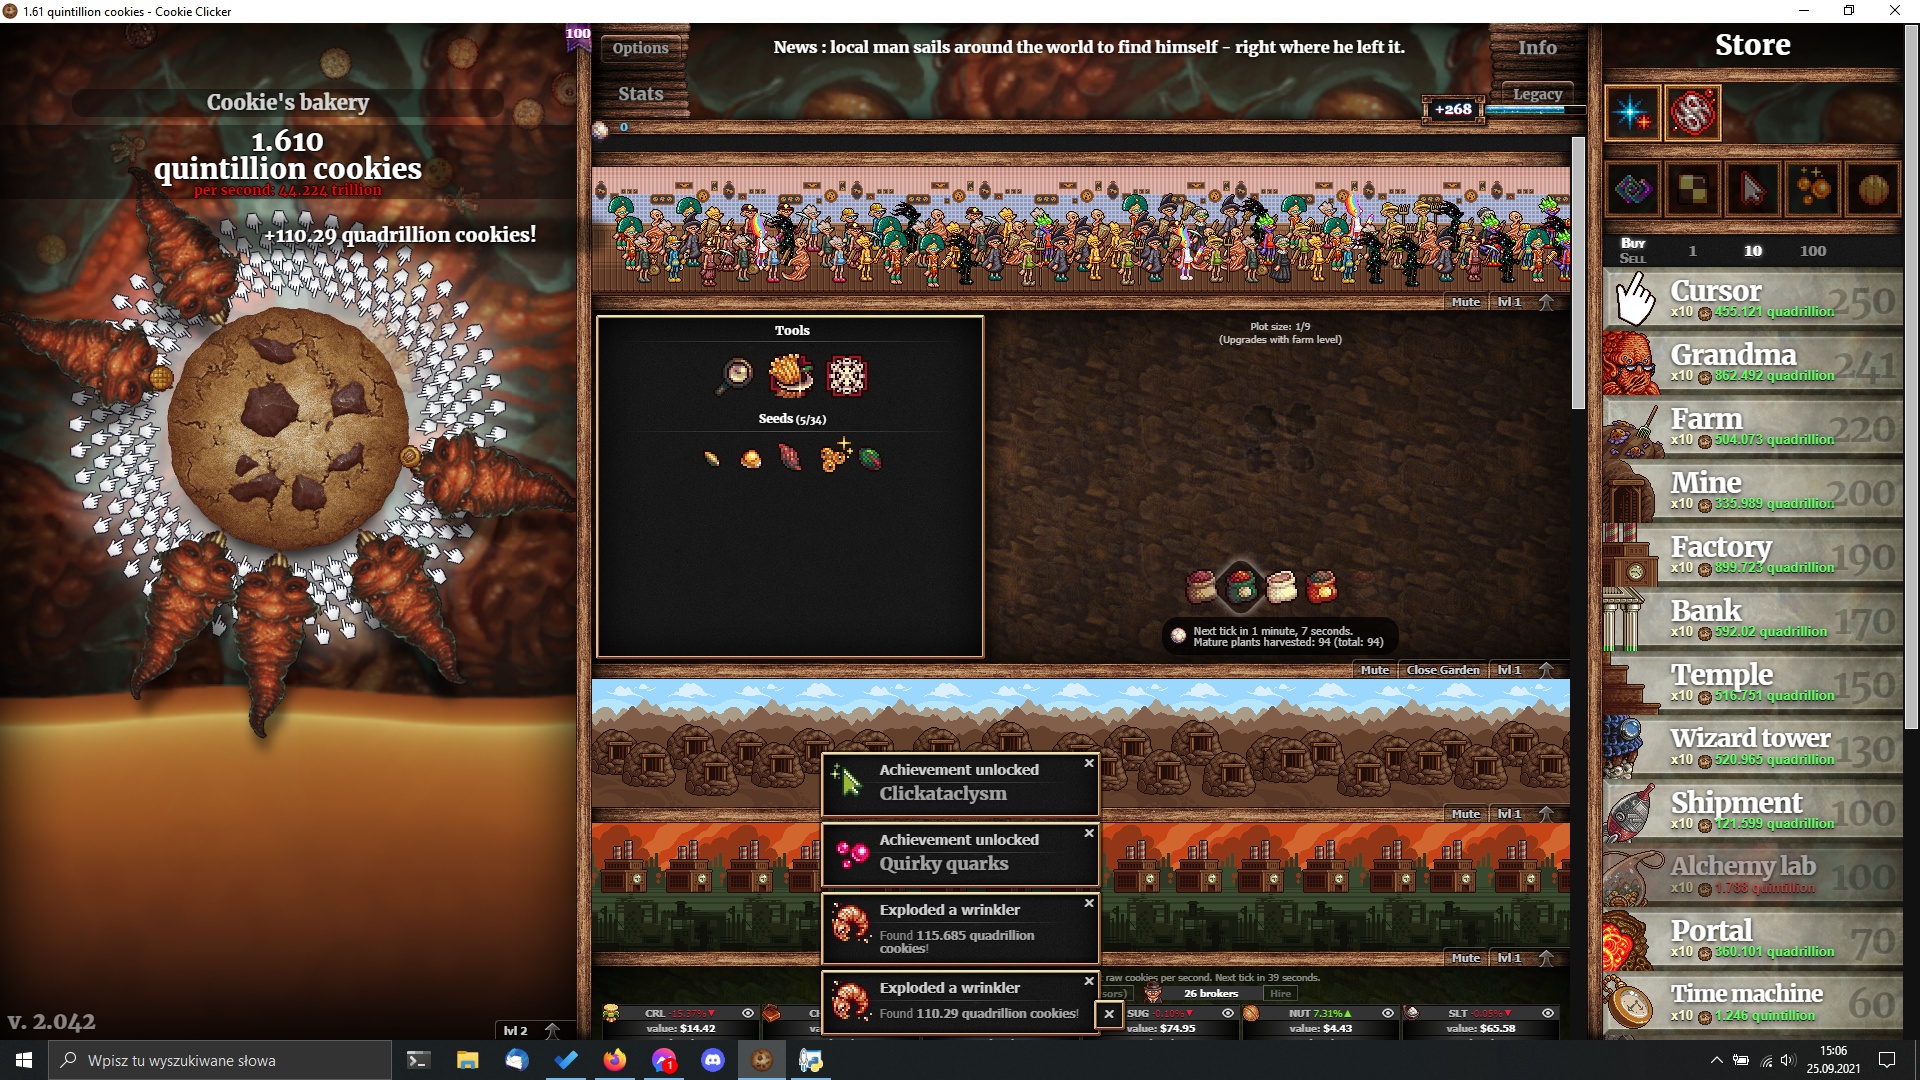 1.61 quintillion cookies - Cookie Clicker
100
Options
Stats
News : local man sails around the world to find himself - right where he left it.
Info
Legacy
+268
0
Cookie's bakery
1.610
quintillion cookies
per second: 44.224 trillion
+110.29 quadrillion cookies!
v. 2.042
lvl 2
Mute
lvl 1
Tools
Seeds (5/34)
Plot size: 1/9
(Upgrades with farm level)
Next tick in 1 minute, 7 seconds.
Mature plants harvested: 94 (total: 94)
Mute
Close Garden
lvl 1
Mute
lvl 1
Mute
lvl 1
Achievement unlocked
Clickataclysm
Achievement unlocked
Quirky quarks
Exploded a wrinkler
Found 115.685 quadrillion
cookies!
Exploded a wrinkler
Found 110.29 quadrillion cookies!
raw cookies per second. Next tick in 39 seconds.
sors)
26 brokers
Hire
CRL -15.37%▼
value: $14.42
CH
SUG -0.10%▼
value: $74.95
NUT 7.31%▲
value: $4.43
SLT -0.05%▼
value: $65.58
Store
Buy
Sell
1
10
100
Cursor
x10 455.121 quadrillion
250
Grandma
x10 862.492 quadrillion
241
Farm
x10 504.073 quadrillion
220
Mine
x10 335.989 quadrillion
200
Factory
x10 899.723 quadrillion
190
Bank
x10 592.02 quadrillion
170
Temple
x10 516.751 quadrillion
150
Wizard tower
x10 520.965 quadrillion
130
Shipment
x10 121.599 quadrillion
100
Alchemy lab
x10 1.788 quintillion
100
Portal
x10 360.101 quadrillion
70
Time machine
x10 1.246 quintillion
60
Wpisz tu wyszukiwane słowa
1
15:06
25.09.2021